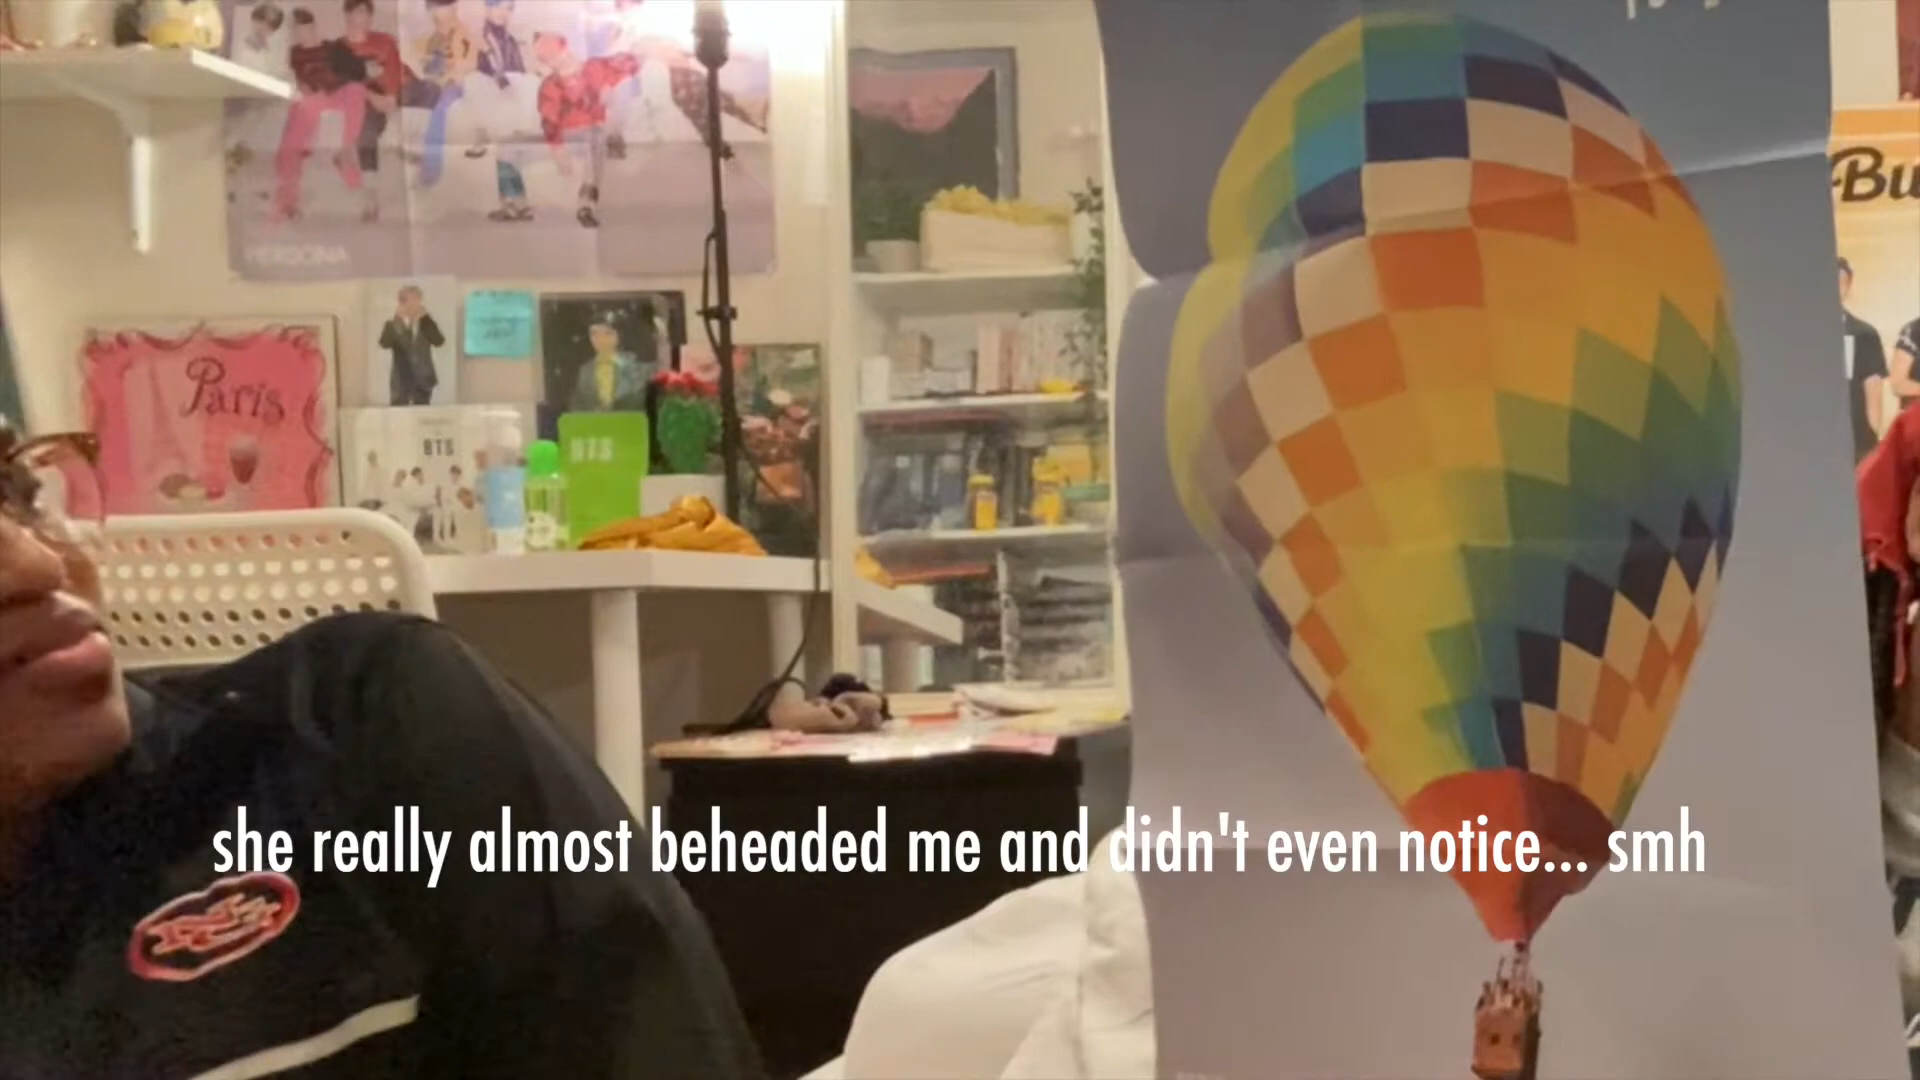 PERSONA
Bu
Paris
BTS
BTS
she really almost beheaded me and didn't even notice... smh